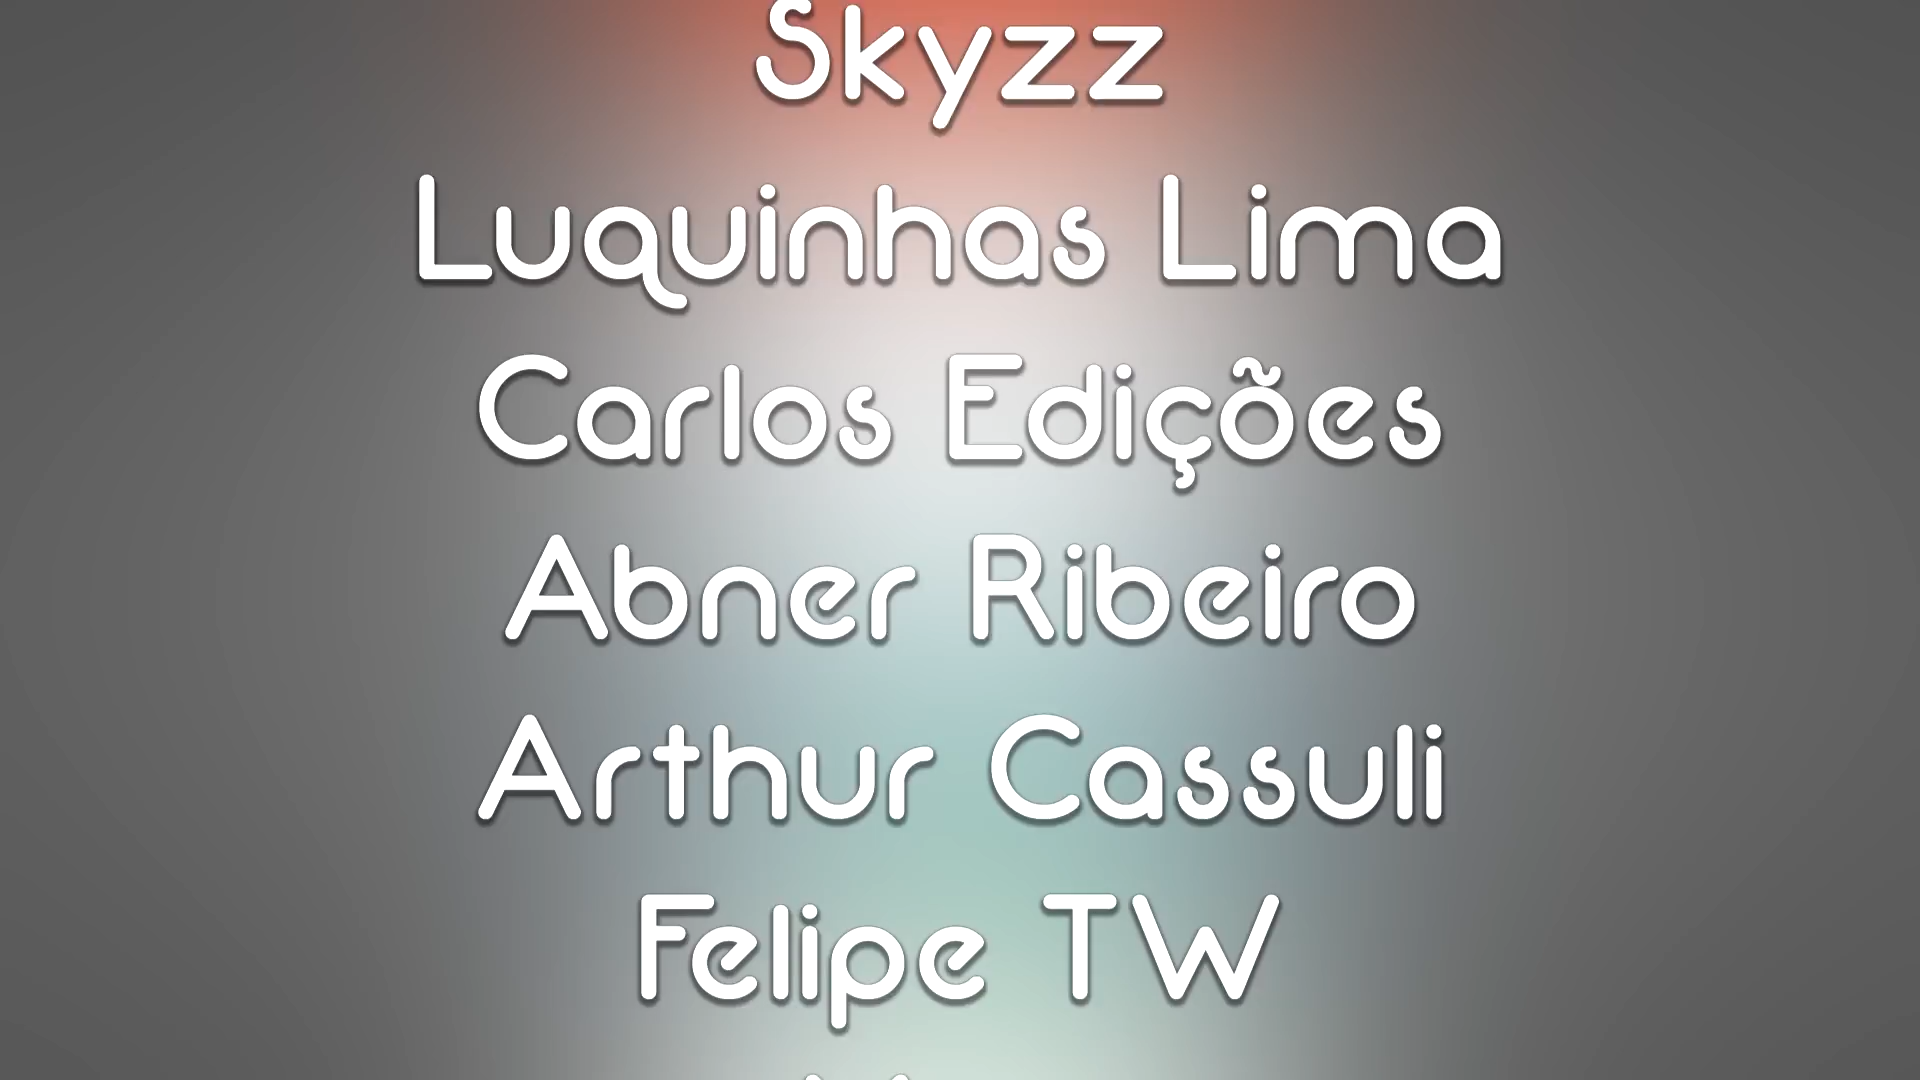 Skyzz
Luquinhas Lima
Carlos Edições
Abner Ribeiro
Arthur Cassuli
Felipe TW